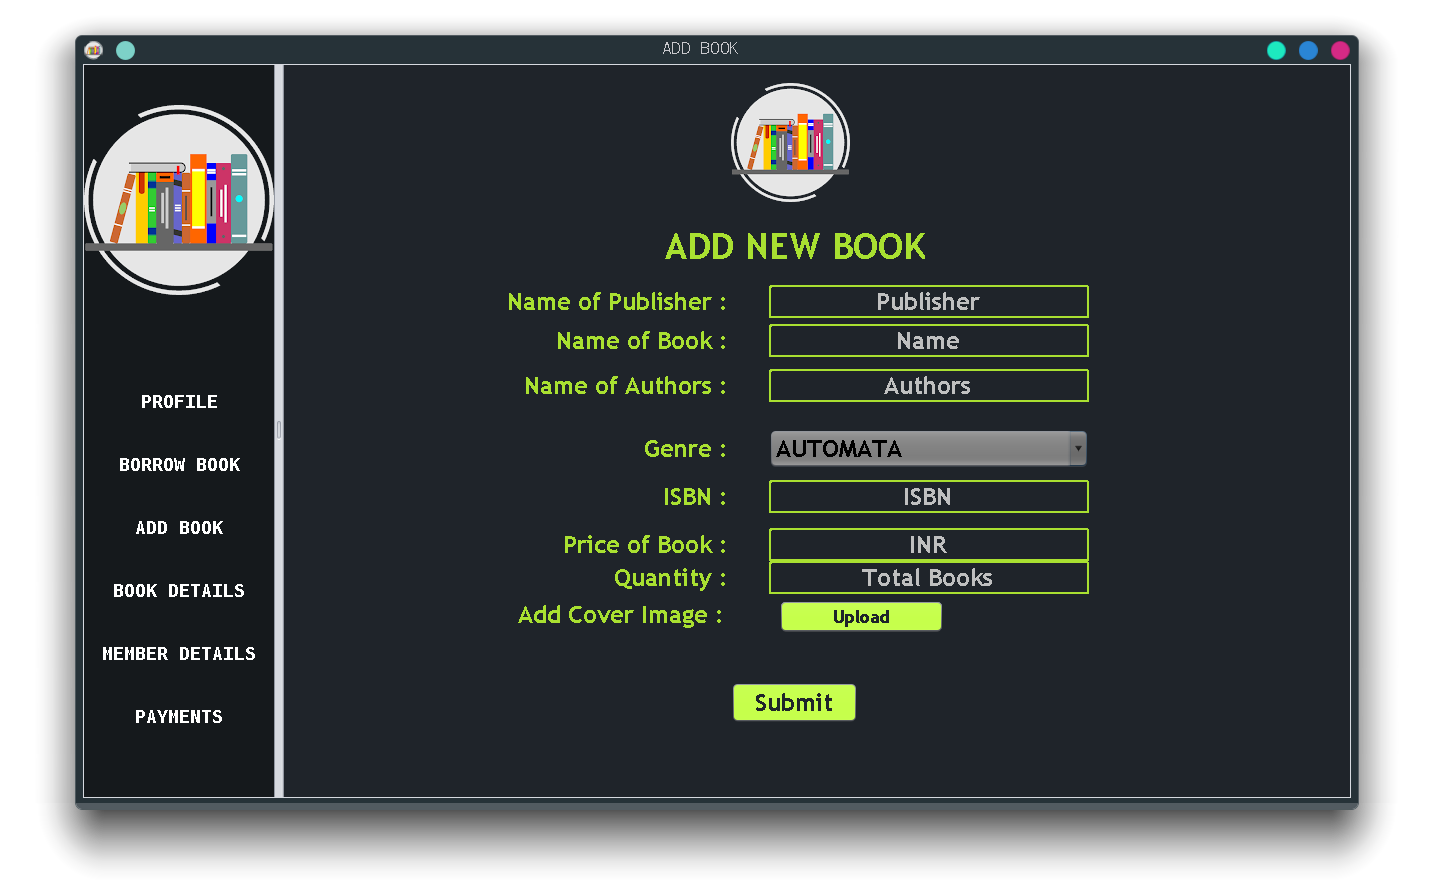 ADD BOOK
PROFILE
BORROW BOOK
ADD BOOK
BOOK DETAILS
MEMBER DETAILS
PAYMENTS
ADD NEW BOOK
Name of Publisher : Publisher
Name of Book : Name
Name of Authors : Authors
Genre : AUTOMATA
ISBN : ISBN
Price of Book : INR
Quantity : Total Books
Add Cover Image : Upload
Submit